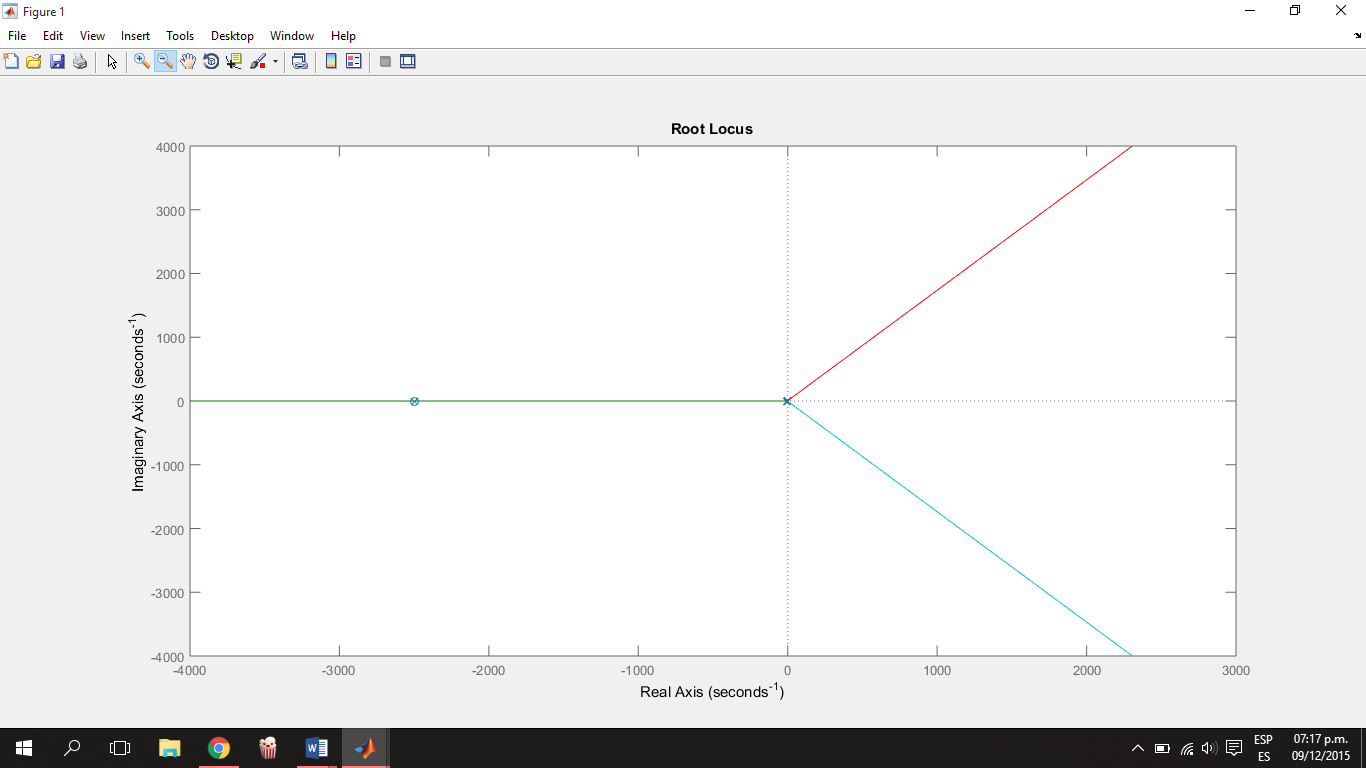 Figure 1
File Edit View Insert Tools Desktop Window Help
Root Locus
4000
3000
2000
1000
0
-1000
-2000
-3000
-4000
Imaginary Axis (seconds-1)
-4000 -3000 -2000 -1000 0 1000 2000 3000
Real Axis (seconds-1)
ESP
ES
07:17 p.m.
09/12/2015